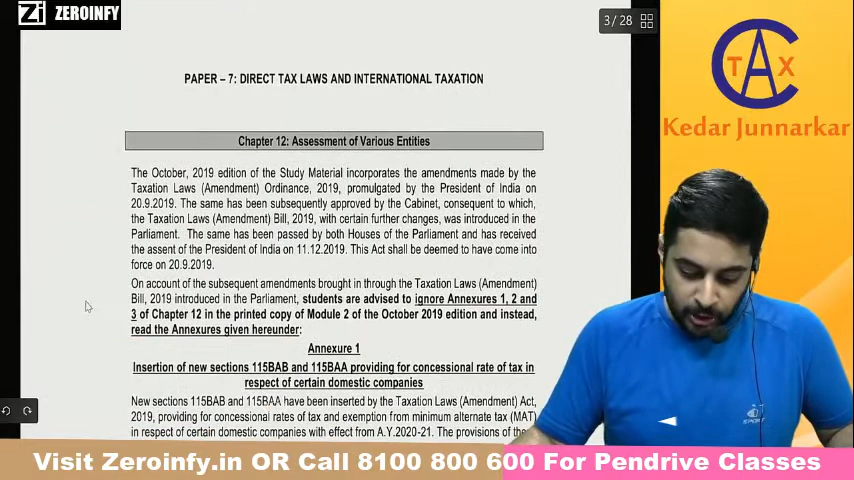 Zi ZEROINFY
3 / 28
PAPER – 7: DIRECT TAX LAWS AND INTERNATIONAL TAXATION
Chapter 12: Assessment of Various Entities
The October, 2019 edition of the Study Material incorporates the amendments made by the
Taxation Laws (Amendment) Ordinance, 2019, promulgated by the President of India on
20.9.2019. The same has been subsequently approved by the Cabinet, consequent to which,
the Taxation Laws (Amendment) Bill, 2019, with certain further changes, was introduced in the
Parliament. The same has been passed by both Houses of the Parliament and has received
the assent of the President of India on 11.12.2019. This Act shall be deemed to have come into
force on 20.9.2019.
On account of the subsequent amendments brought in through the Taxation Laws (Amendment)
Bill, 2019 introduced in the Parliament, students are advised to ignore Annexures 1, 2 and
3 of Chapter 12 in the printed copy of Module 2 of the October 2019 edition and instead,
read the Annexures given hereunder:
Annexure 1
Insertion of new sections 115BAB and 115BAA providing for concessional rate of tax in
respect of certain domestic companies
New sections 115BAB and 115BAA have been inserted by the Taxation Laws (Amendment) Act,
2019, providing for concessional rates of tax and exemption from minimum alternate tax (MAT)
in respect of certain domestic companies with effect from A.Y.2020-21. The provisions of
CA TAX
Kedar Junnarkar
SPORT
Visit Zeroinfy.in OR Call 8100 800 600 For Pendrive Classes